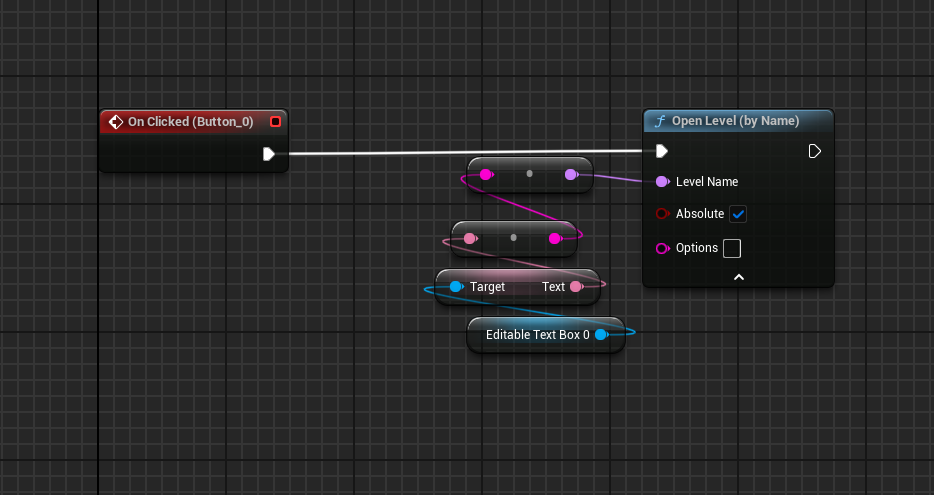 On Clicked (Button_0)
Open Level (by Name)
Level Name
Absolute
Options
Target Text
Editable Text Box 0